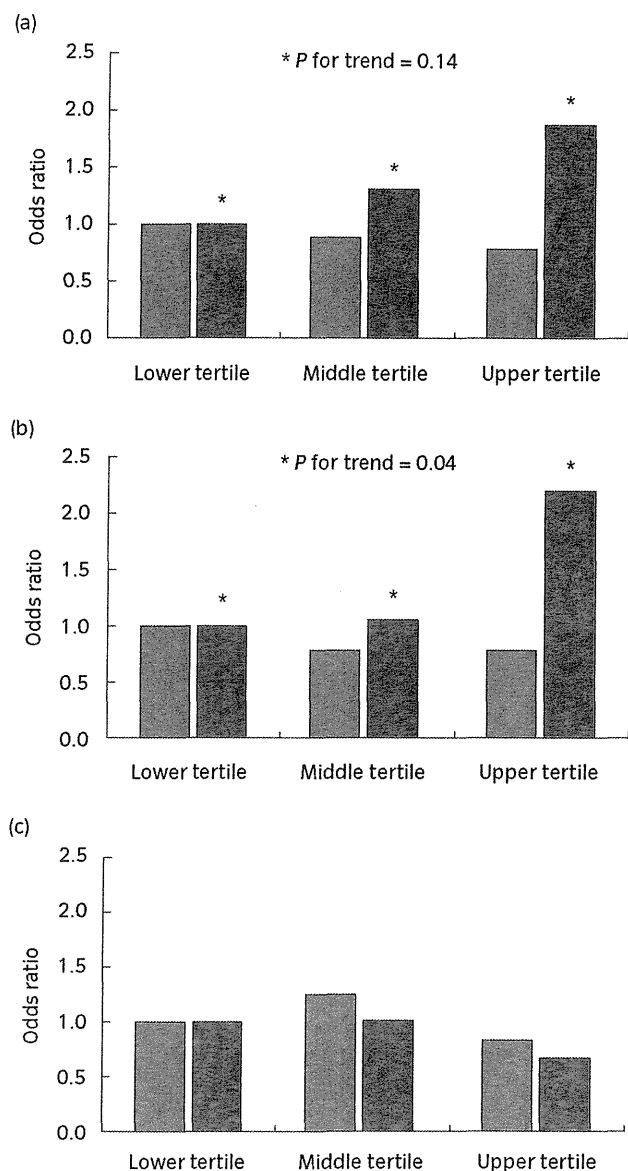 (a)
2.5
* P for trend = 0.14
*
2.0
*
1.5
*
1.0
0.5
0.0
Odds ratio
Lower tertile Middle tertile Upper tertile
(b)
2.5
* P for trend = 0.04
*
2.0
1.5
* *
1.0
0.5
0.0
Odds ratio
Lower tertile Middle tertile Upper tertile
(c)
2.5
2.0
1.5
1.0
0.5
0.0
Odds ratio
Lower tertile Middle tertile Upper tertile